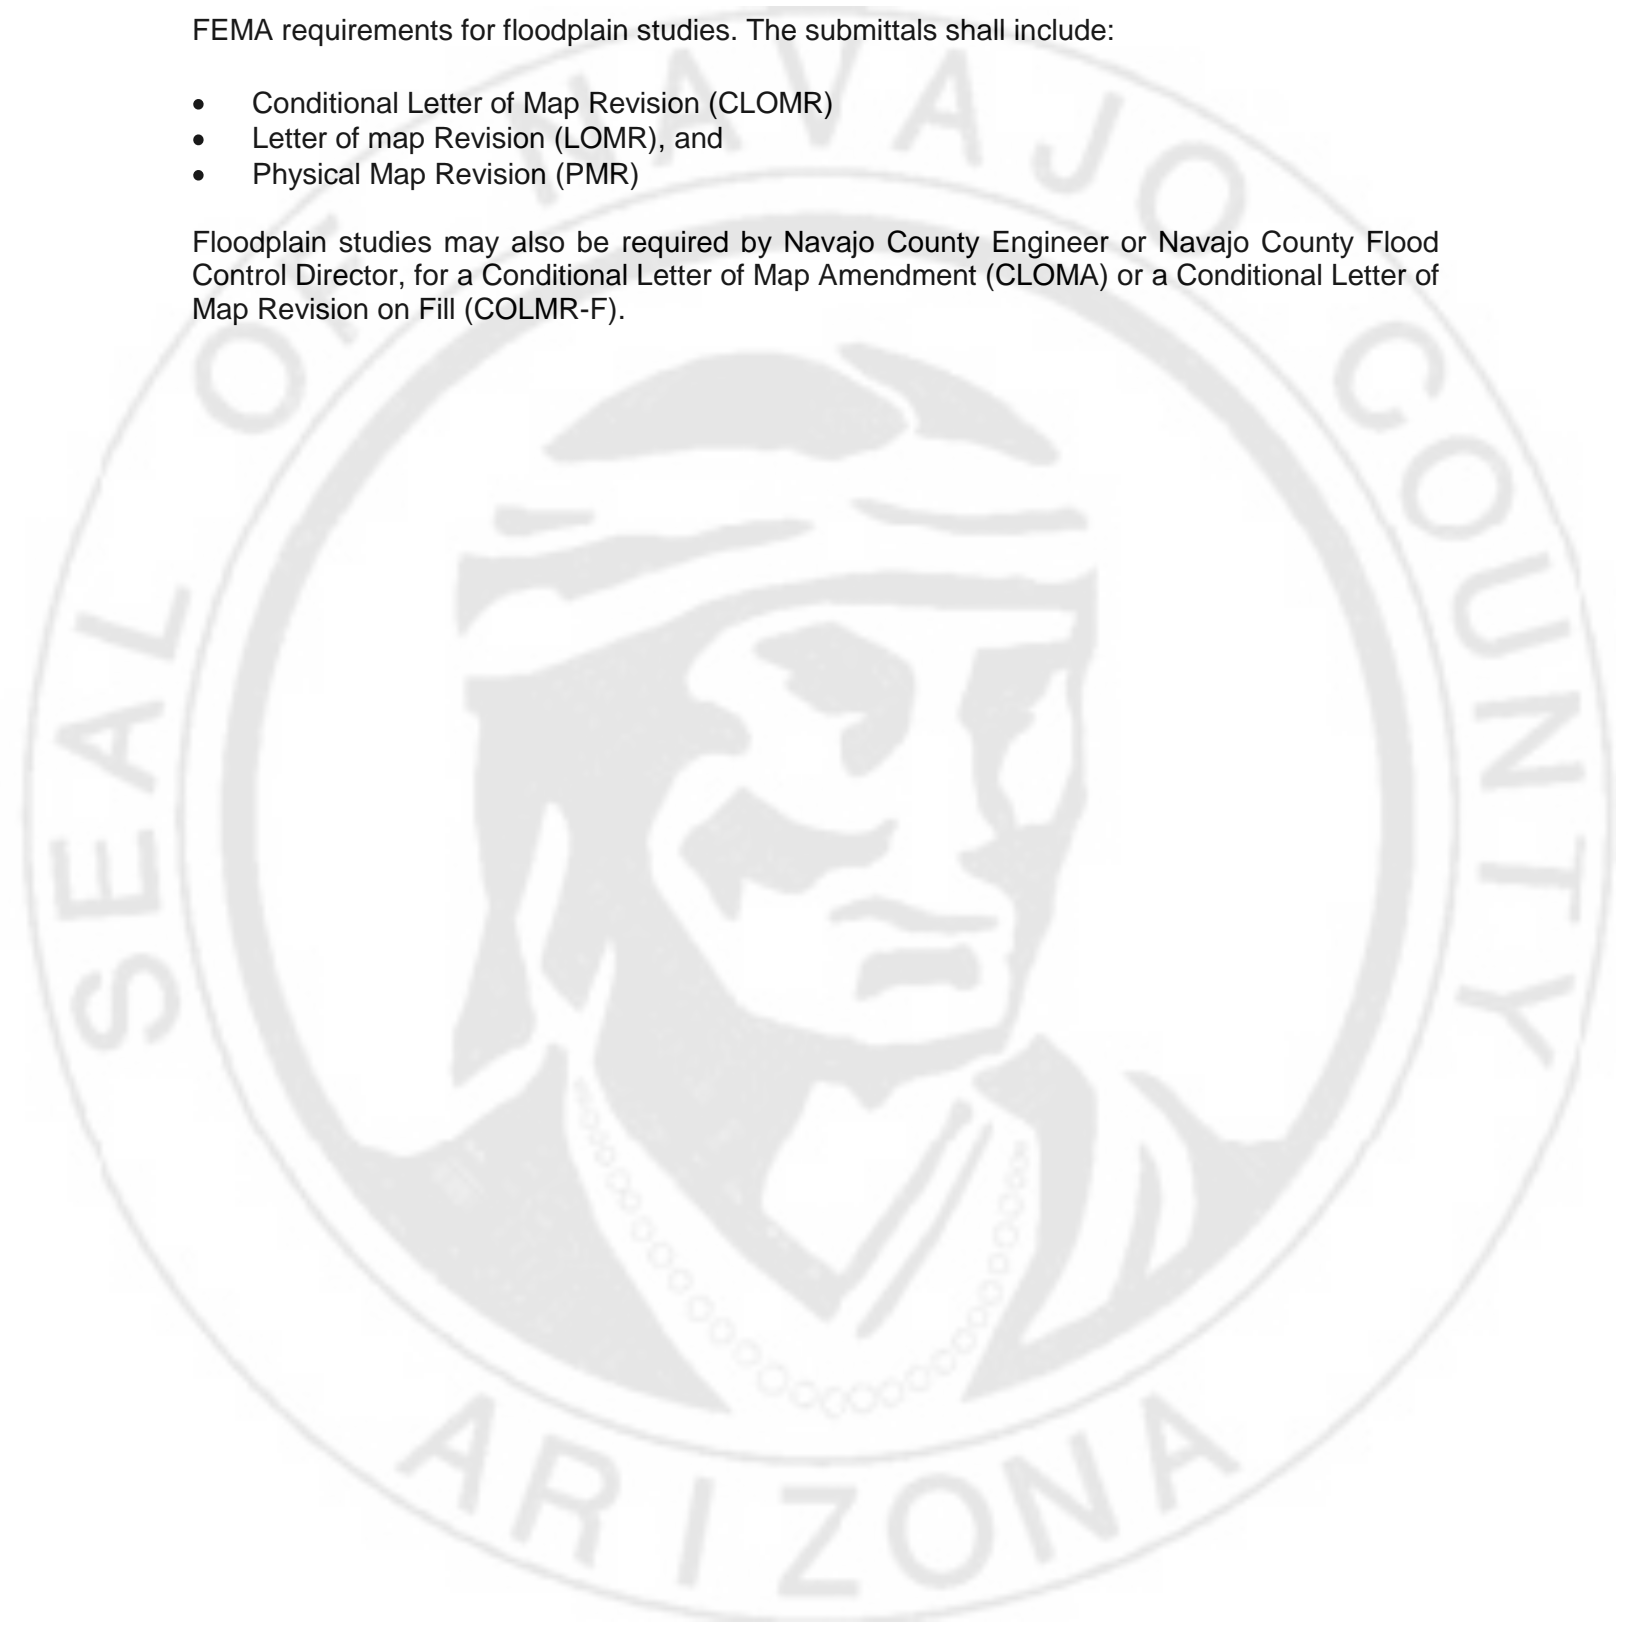 FEMA requirements for floodplain studies. The submittals shall include:
• Conditional Letter of Map Revision (CLOMR)
• Letter of map Revision (LOMR), and
• Physical Map Revision (PMR)
Floodplain studies may also be required by Navajo County Engineer or Navajo County Flood
Control Director, for a Conditional Letter of Map Amendment (CLOMA) or a Conditional Letter of
Map Revision on Fill (COLMR-F).
SEAL OF NAVAJO COUNTY
ARIZONA